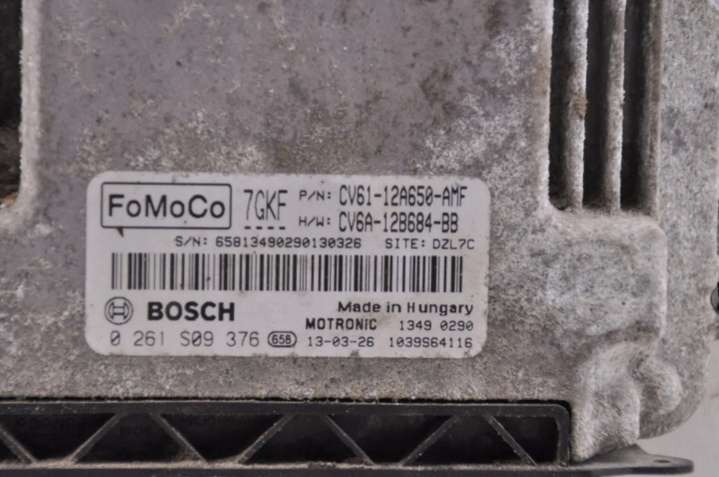 FoMoCo 7GKF P/N: CV61-12A650-AMF
H/W: CV6A-12B684-BB
S/N: 65813490290130326 SITE: DZL7C
BOSCH Made in Hungary
MOTRONIC 1349 0290
0 261 S09 376 658 13-03-26 1039S64116